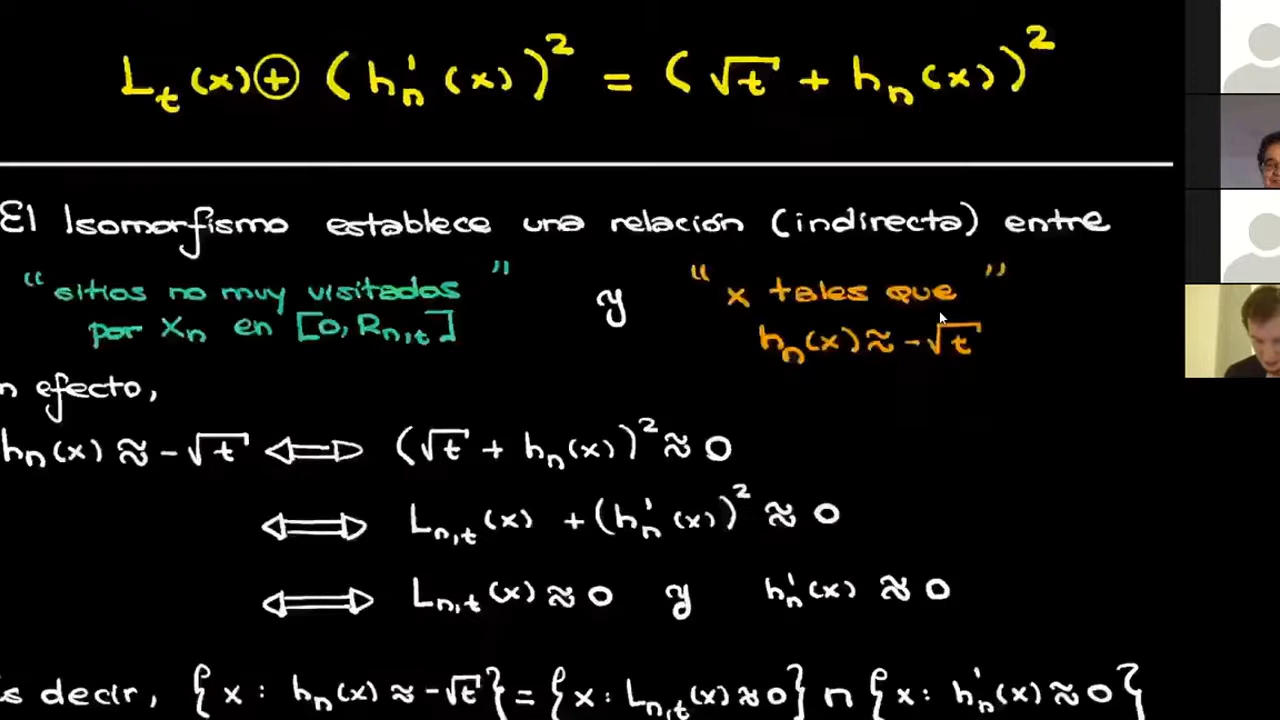 L_t(x) ⊕ (h'_n(x))² = (√t + h_n(x))²
El Isomorfismo establece una relación (indirecta) entre
"sitios no muy visitados por X_n en [0, R_{n,t}]" y "x tales que h_n(x) ≈ -√t"
n efecto,
h_n(x) ≈ -√t ⟺ (√t + h_n(x))² ≈ 0
⟺ L_{n,t}(x) + (h'_n(x))² ≈ 0
⟺ L_{n,t}(x) ≈ 0 y h'_n(x) ≈ 0
s decir, {x: h_n(x) ≈ -√t} = {x: L_{n,t}(x) ≈ 0} ∩ {x: h'_n(x) ≈ 0}